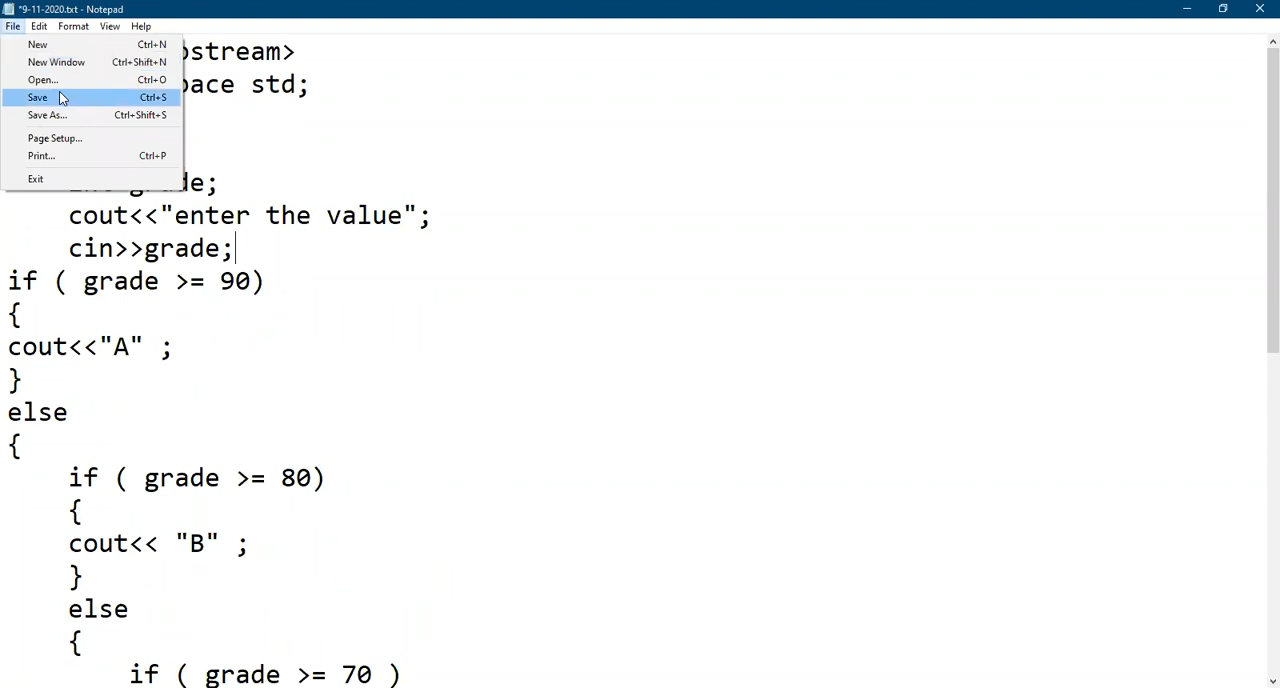 *9-11-2020.txt - Notepad
File Edit Format View Help
New Ctrl+N
New Window Ctrl+Shift+N
Open... Ctrl+O
Save Ctrl+S
Save As... Ctrl+Shift+S
Page Setup...
Print... Ctrl+P
Exit
stream>
pace std;
grade;
cout<<"enter the value";
cin>>grade;
if ( grade >= 90)
{
cout<<"A" ;
}
else
{
if ( grade >= 80)
{
cout<< "B" ;
}
else
{
if ( grade >= 70 )